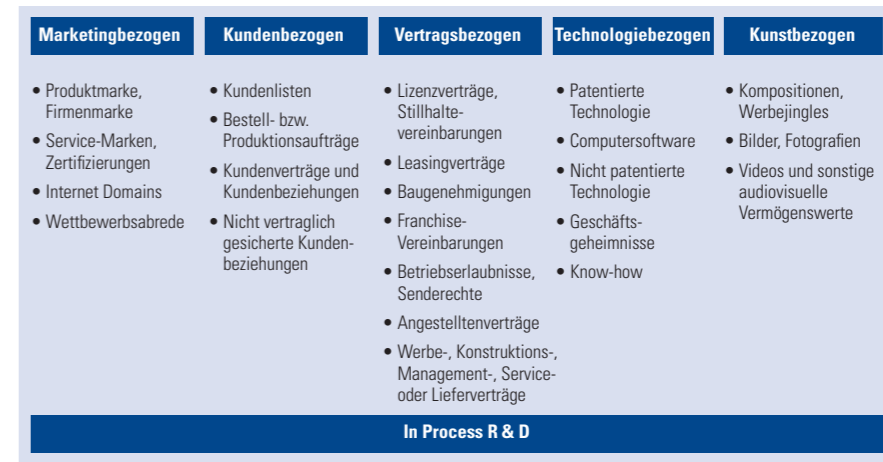 Marketingbezogen
• Produktmarke,
Firmenmarke
• Service-Marken,
Zertifizierungen
• Internet Domains
• Wettbewerbsabrede
Kundenbezogen
• Kundenlisten
• Bestell- bzw.
Produktionsaufträge
• Kundenverträge und
Kundenbeziehungen
• Nicht vertraglich
gesicherte Kunden-
beziehungen
Vertragsbezogen
• Lizenzverträge,
Stillhalte-
vereinbarungen
• Leasingverträge
• Baugenehmigungen
• Franchise-
Vereinbarungen
• Betriebserlaubnisse,
Senderechte
• Angestelltenverträge
• Werbe-, Konstruktions-,
Management-, Service-
oder Lieferverträge
Technologiebezogen
• Patentierte
Technologie
• Computersoftware
• Nicht patentierte
Technologie
• Geschäfts-
geheimnisse
• Know-how
Kunstbezogen
• Kompositionen,
Werbejingles
• Bilder, Fotografien
• Videos und sonstige
audiovisuelle
Vermögenswerte
In Process R & D